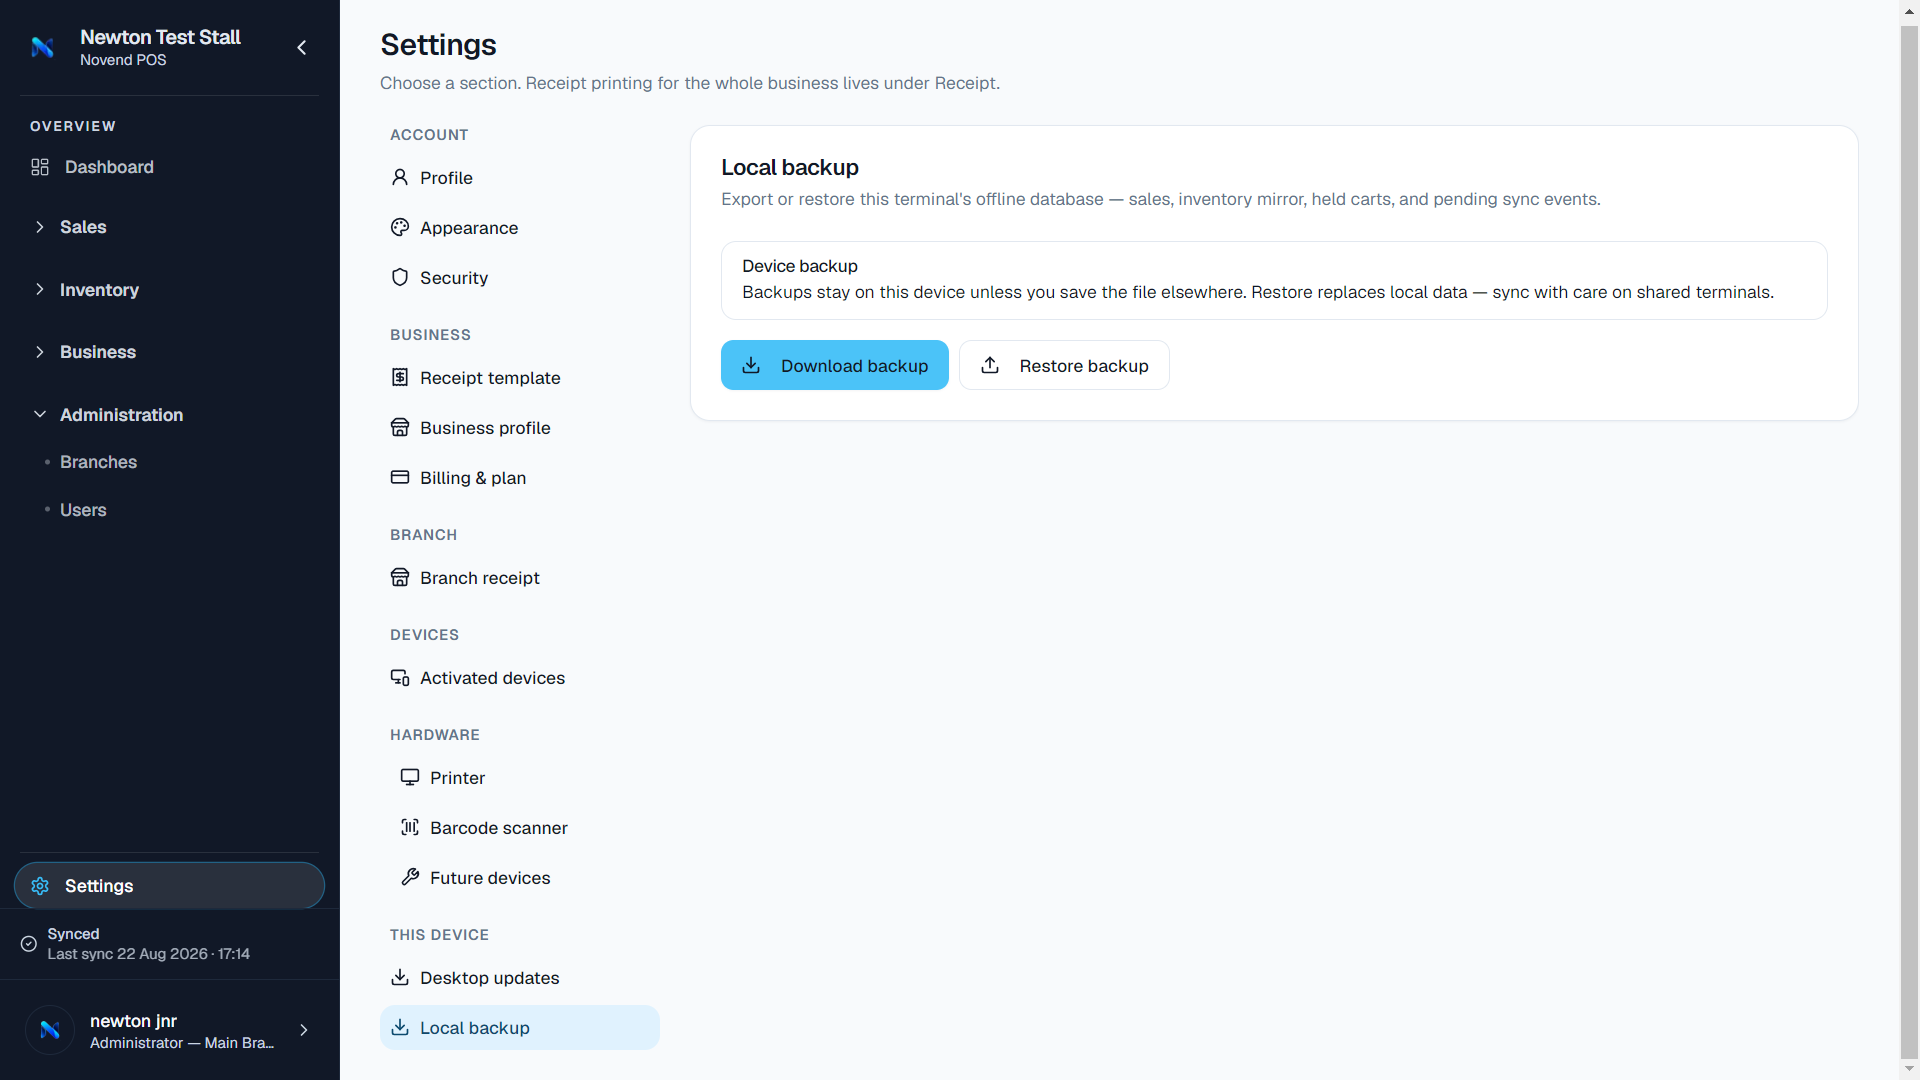 Newton Test Stall
Novend POS
OVERVIEW
Dashboard
Sales
Inventory
Business
Administration
Branches
Users
Settings
Synced
Last sync 22 Aug 2026 · 17:14
newton jnr
Administrator — Main Bra...
Settings
Choose a section. Receipt printing for the whole business lives under Receipt.
ACCOUNT
Profile
Appearance
Security
BUSINESS
Receipt template
Business profile
Billing & plan
BRANCH
Branch receipt
DEVICES
Activated devices
HARDWARE
Printer
Barcode scanner
Future devices
THIS DEVICE
Desktop updates
Local backup
Local backup
Export or restore this terminal's offline database — sales, inventory mirror, held carts, and pending sync events.
Device backup
Backups stay on this device unless you save the file elsewhere. Restore replaces local data — sync with care on shared terminals.
Download backup
Restore backup